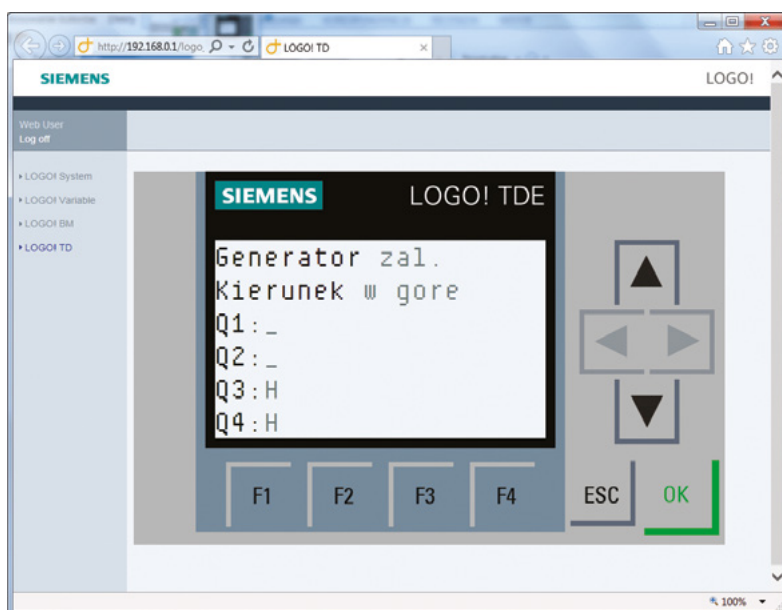 http://192.168.0.1/logo
LOGO! TD
SIEMENS
LOGO!
Web User
Log off
LOGO! System
LOGO! Variable
LOGO! BM
LOGO! TD
SIEMENS
LOGO! TDE
Generator zal.
Kierunek w gore
Q1:_
Q2:_
Q3:H
Q4:H
F1
F2
F3
F4
ESC
OK
100%